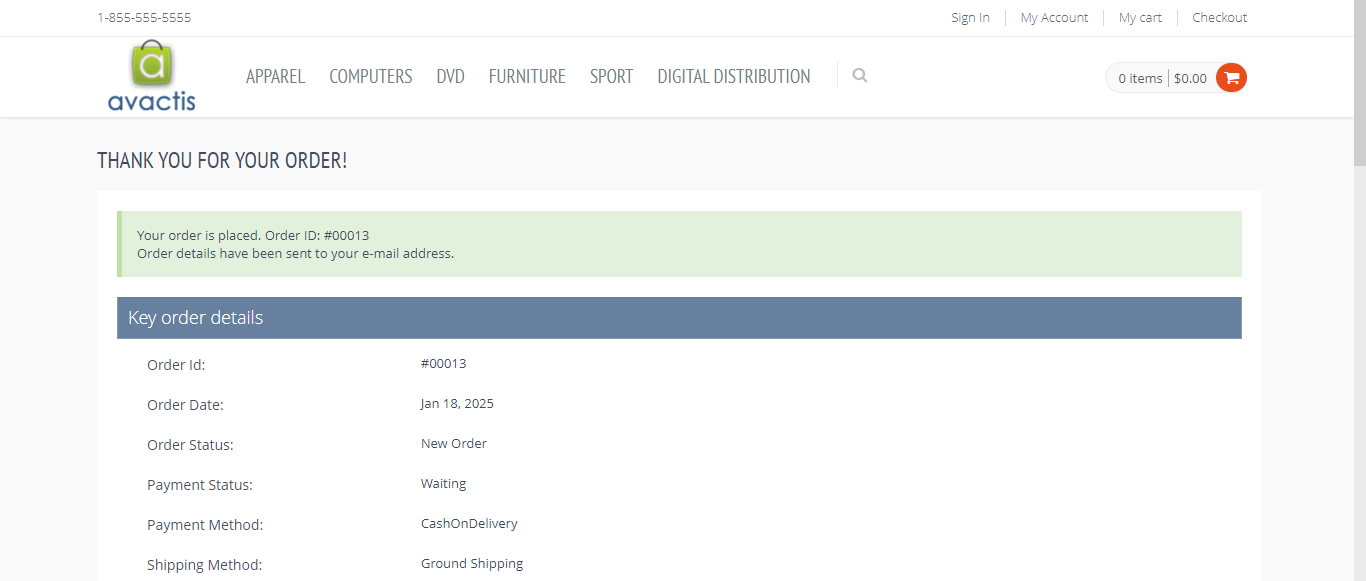 1-855-555-5555
Sign In
My Account
My cart
Checkout
a
avactis
APPAREL
COMPUTERS
DVD
FURNITURE
SPORT
DIGITAL DISTRIBUTION
0 items
$0.00
THANK YOU FOR YOUR ORDER!
Your order is placed. Order ID: #00013
Order details have been sent to your e-mail address.
Key order details
Order Id: #00013
Order Date: Jan 18, 2025
Order Status: New Order
Payment Status: Waiting
Payment Method: CashOnDelivery
Shipping Method: Ground Shipping